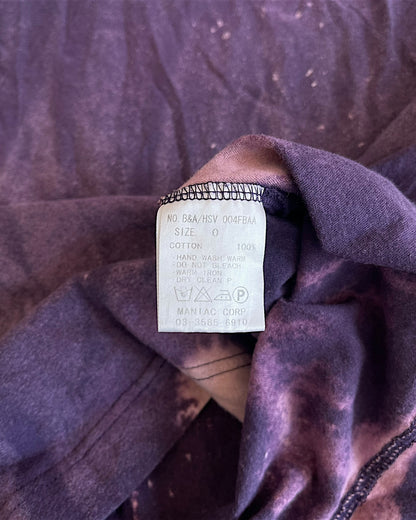 NO. B&A/HSV 004FBAA
SIZE 0
COTTON 100%
·HAND WASH WARM
·DO NOT BLEACH
·WARM IRON
·DRY CLEAN P
P
MANIAC CORP.
03-3585-6910